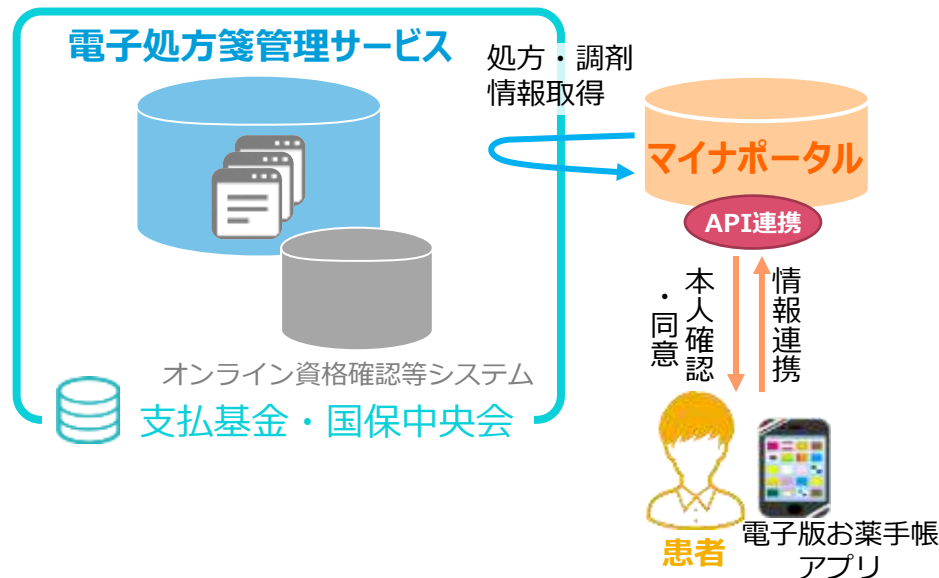 電子処方箋管理サービス
処方・調剤
情報取得
マイナポータル
API連携
本人確認
・同意
情報連携
オンライン資格確認等システム
支払基金・国保中央会
患者
電子版お薬手帳
アプリ